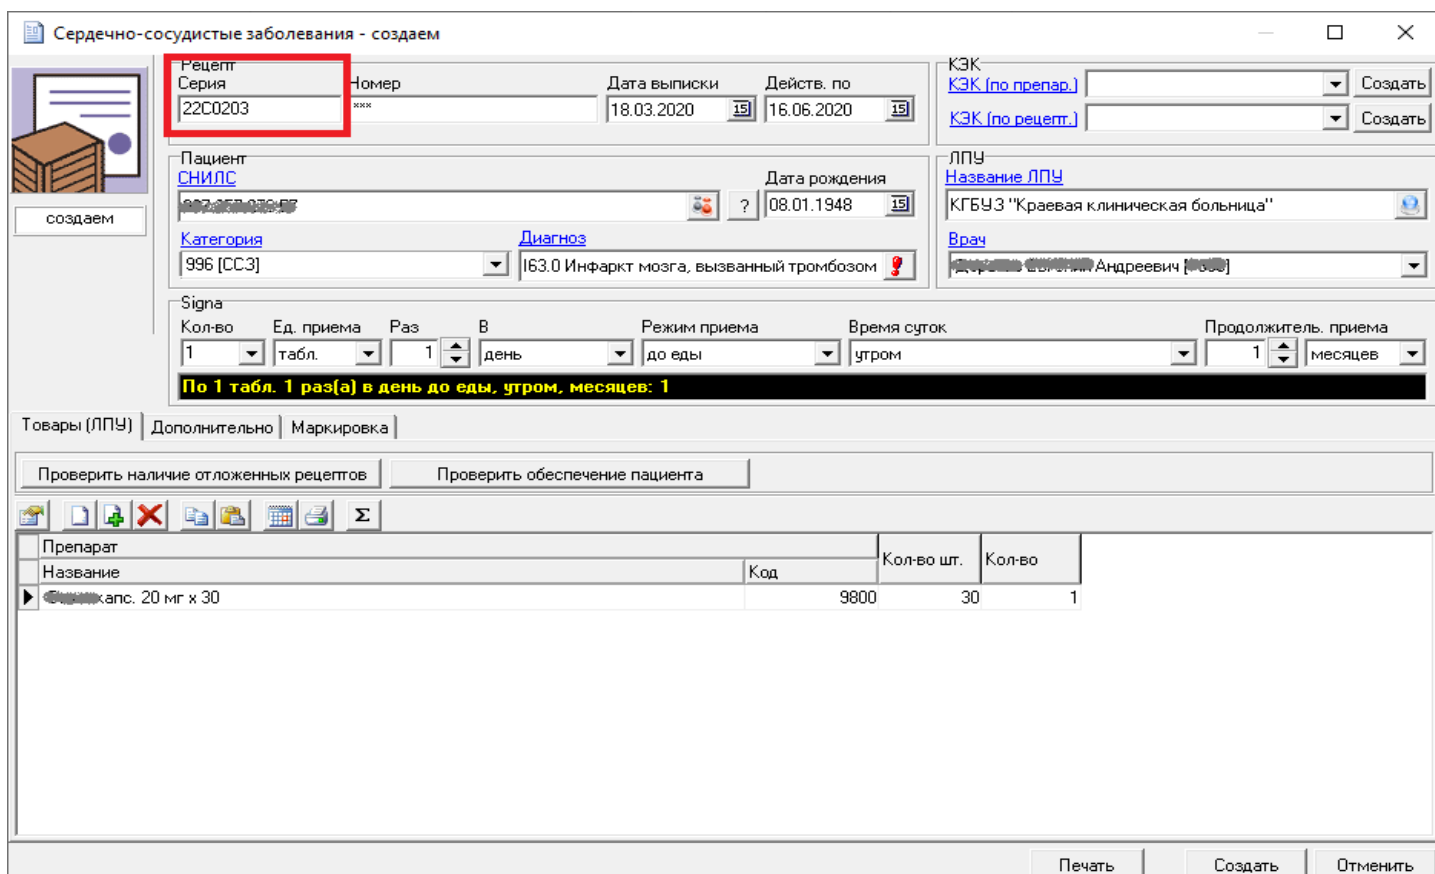 Сердечно-сосудистые заболевания - создаем
создаем
Рецепт
Серия Номер Дата выписки Действ. по
22С0203 *** 18.03.2020 15 16.06.2020 15
КЭК
КЭК (по препар.) Создать
КЭК (по рецепт.) Создать
Пациент
СНИЛС Дата рождения
? 08.01.1948 15
Категория Диагноз
996 [ССЗ] I63.0 Инфаркт мозга, вызванный тромбозом
ЛПУ
Название ЛПУ
КГБУЗ "Краевая клиническая больница"
Врач
Андреевич [
Signa
Кол-во Ед. приема Раз В Режим приема Время суток Продолжитель. приема
1 табл. 1 день до еды утром 1 месяцев
По 1 табл. 1 раз(а) в день до еды, утром, месяцев: 1
Товары (ЛПУ) Дополнительно Маркировка
Проверить наличие отложенных рецептов Проверить обеспечение пациента
Σ
Препарат Кол-во шт. Кол-во
Название Код
капс. 20 мг x 30 9800 30 1
Печать Создать Отменить